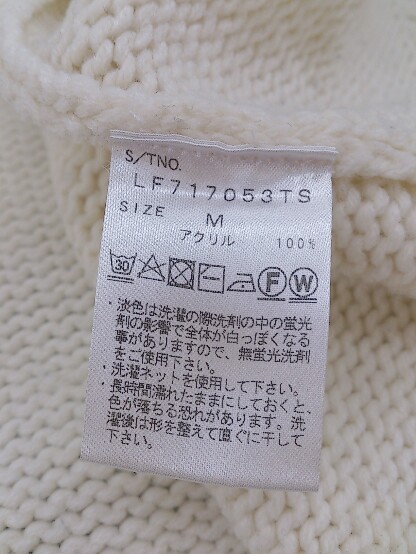 S/TNO.
LF717053TS
SIZE M
アクリル 100%
30 F W
・淡色は洗濯の際洗剤の中の蛍光
剤の影響で全体が白っぽくなる
事がありますので、無蛍光洗剤
をご使用下さい。
・洗濯ネットを使用して下さい。
・長時間濡れたままにしておくと、
色が落ちる恐れがあります。洗
濯後は形を整えて直ぐに干して
下さい。